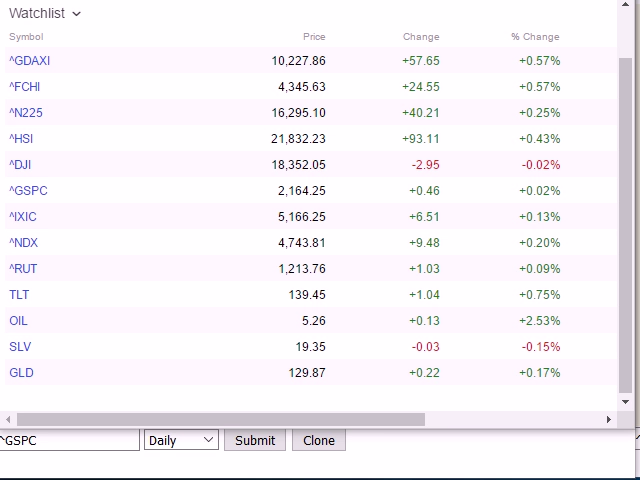 Watchlist
Symbol Price Change % Change
^GDAXI 10,227.86 +57.65 +0.57%
^FCHI 4,345.63 +24.55 +0.57%
^N225 16,295.10 +40.21 +0.25%
^HSI 21,832.23 +93.11 +0.43%
^DJI 18,352.05 -2.95 -0.02%
^GSPC 2,164.25 +0.46 +0.02%
^IXIC 5,166.25 +6.51 +0.13%
^NDX 4,743.81 +9.48 +0.20%
^RUT 1,213.76 +1.03 +0.09%
TLT 139.45 +1.04 +0.75%
OIL 5.26 +0.13 +2.53%
SLV 19.35 -0.03 -0.15%
GLD 129.87 +0.22 +0.17%
^GSPC Daily Submit Clone